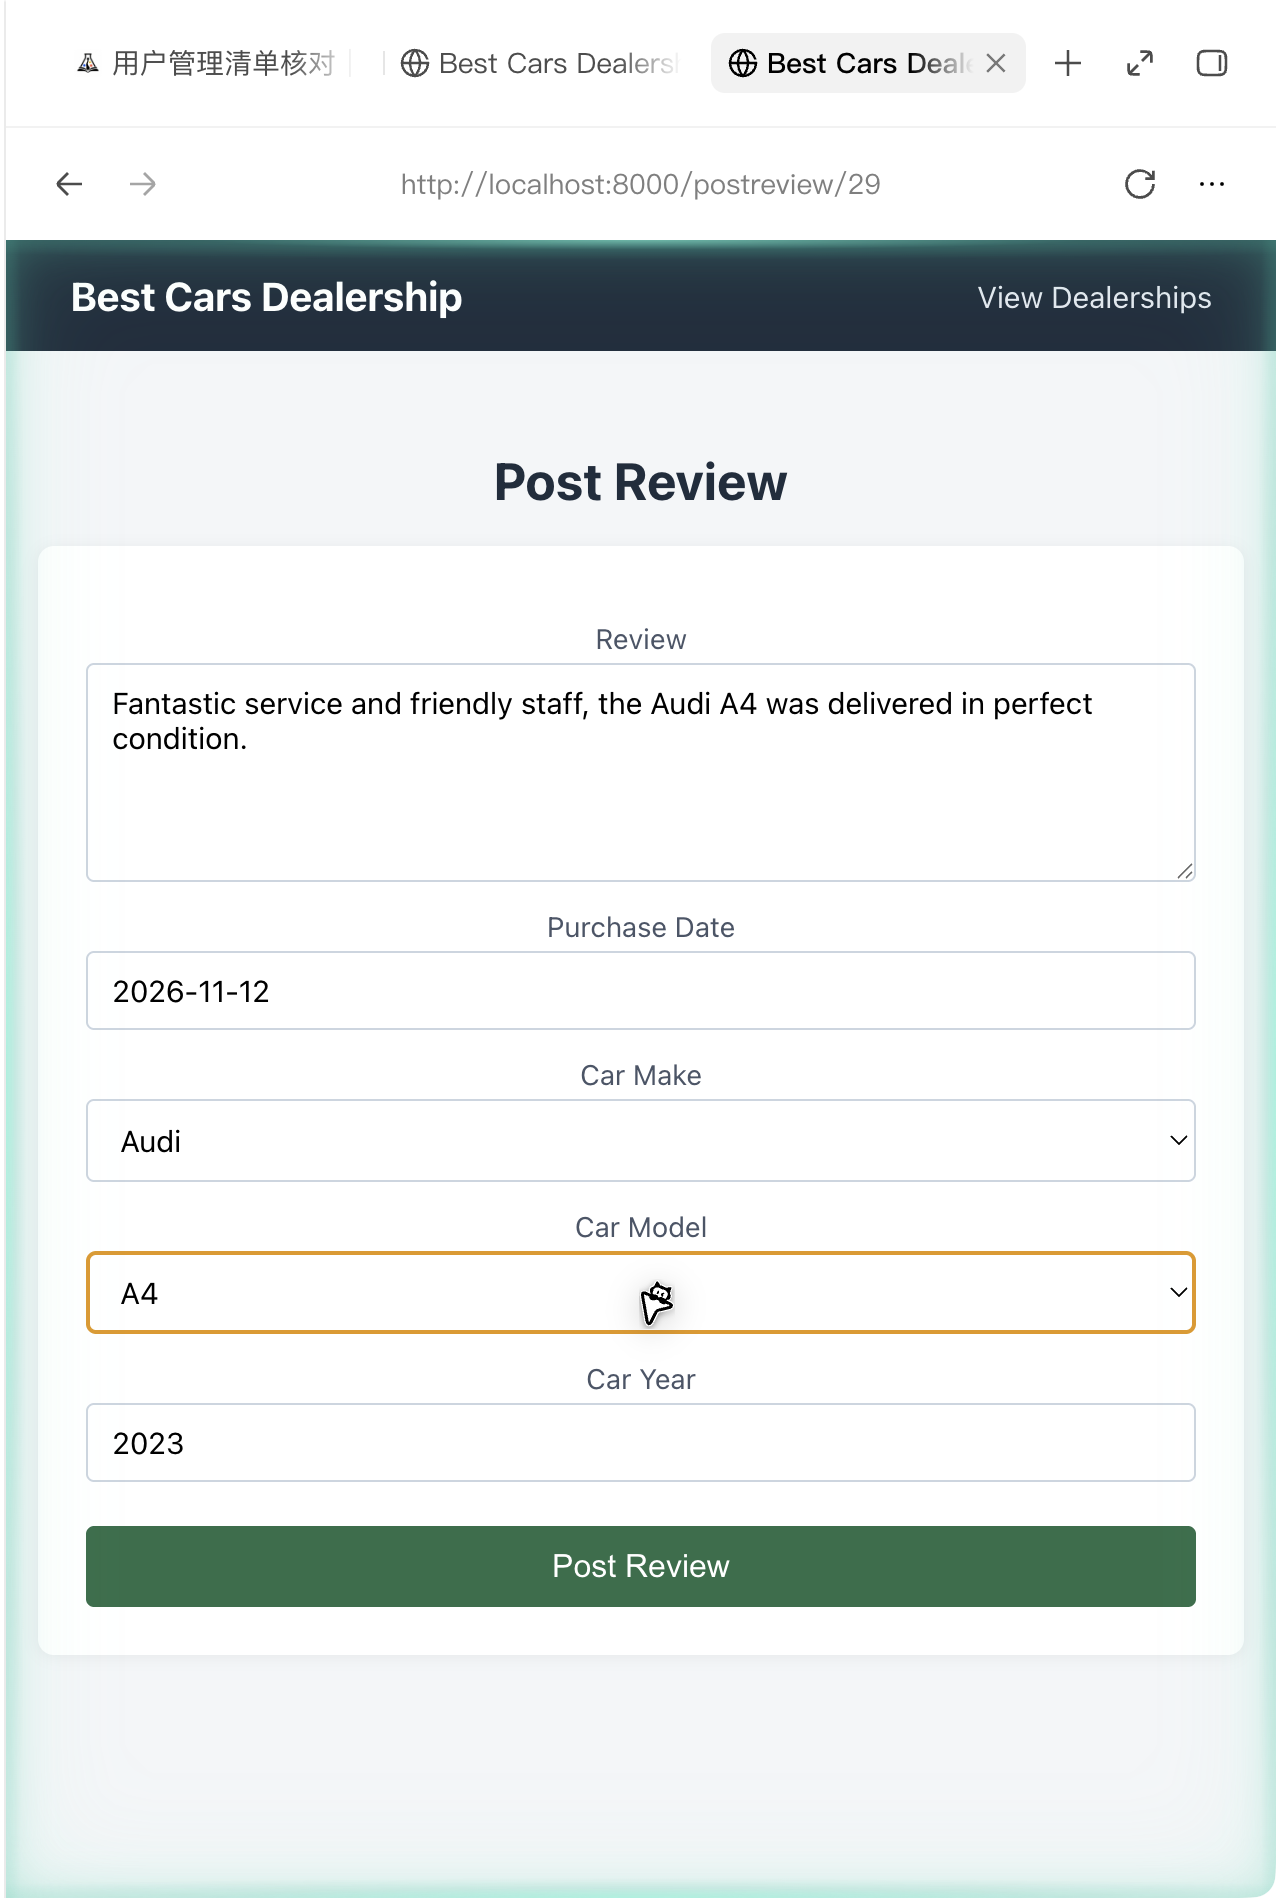 用户管理清单核对
Best Cars Dealers
Best Cars Deal
http://localhost:8000/postreview/29
Best Cars Dealership
View Dealerships
Post Review
Review
Fantastic service and friendly staff, the Audi A4 was delivered in perfect
condition.
Purchase Date
2026-11-12
Car Make
Audi
Car Model
A4
Car Year
2023
Post Review